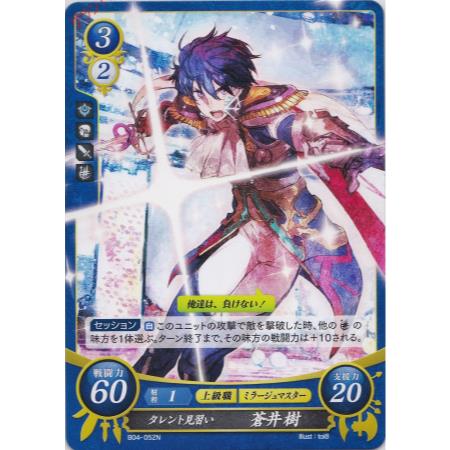 3
2
俺達は、負けない!
セッション 自 このユニットの攻撃で敵を撃破した時、他の の
味方を1体選ぶ。ターン終了まで、その味方の戦闘力は+10される。
戦闘力
60
射程 1
上級職 ミラージュマスター
支援力
20
タレント見習い 蒼井樹
B04-052N
Illust / toi8